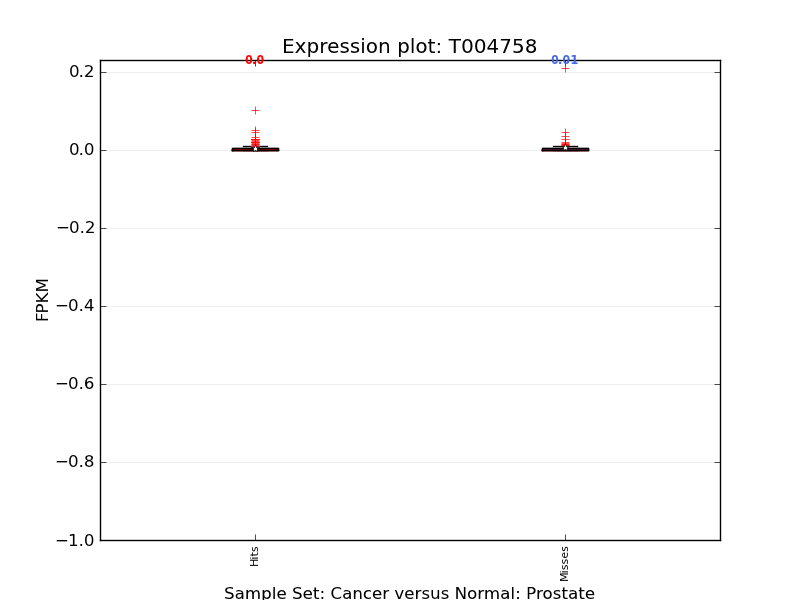 Expression plot: T004758
0.0 0.01
0.2
0.0
−0.2
−0.4
−0.6
−0.8
−1.0
FPKM
Hits
Misses
Sample Set: Cancer versus Normal: Prostate